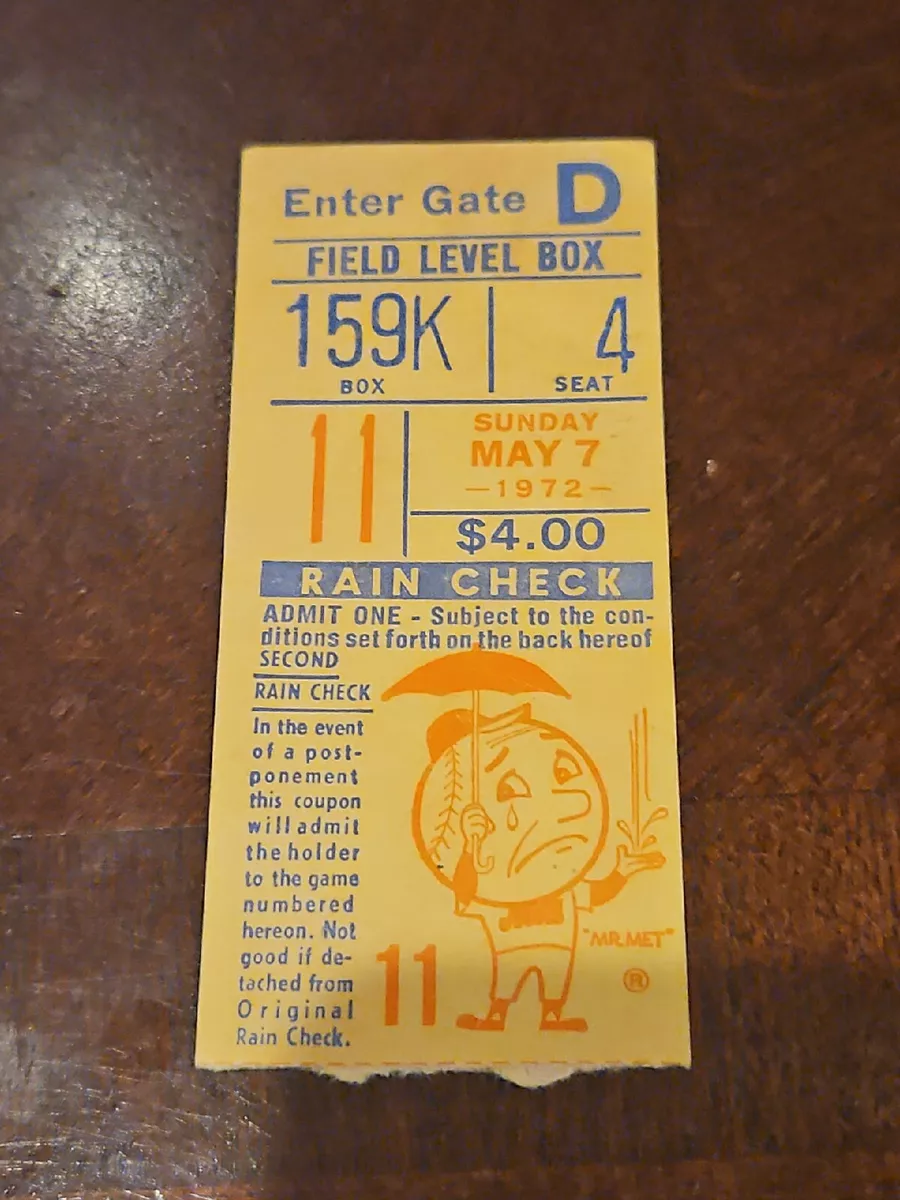 Enter Gate D
FIELD LEVEL BOX
159K 4
BOX SEAT
11
SUNDAY
MAY 7
-1972-
$4.00
RAIN CHECK
ADMIT ONE - Subject to the con-
ditions set forth on the back hereof
SECOND
RAIN CHECK
In the event
of a post-
ponement
this coupon
will admit
the holder
to the game
numbered
hereon. Not
good if de-
tached from
Original
Rain Check.
11
"MR. MET"
®